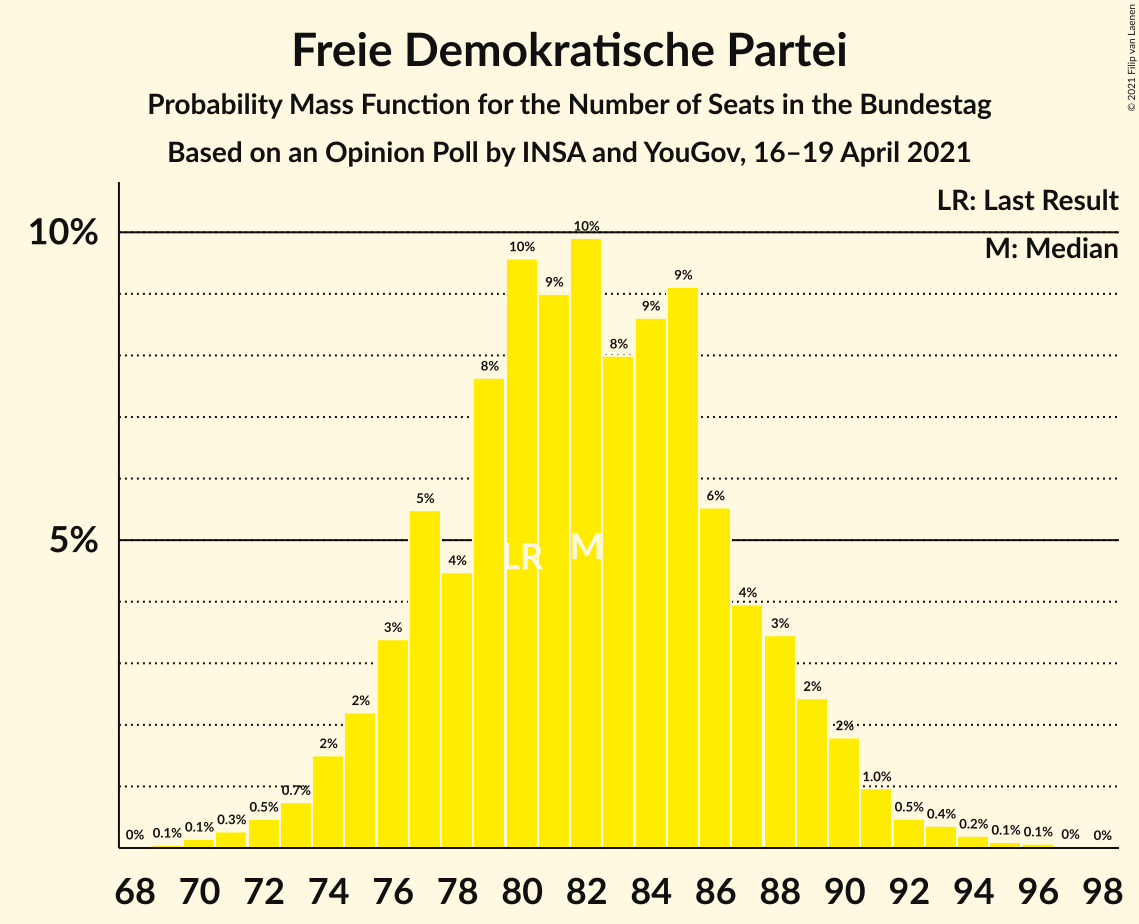 © 2021 Filip van Laenen
Freie Demokratische Partei
Probability Mass Function for the Number of Seats in the Bundestag
Based on an Opinion Poll by INSA and YouGov, 16–19 April 2021
LR: Last Result
M: Median
10%
5%
0% 0.1% 0.1% 0.3% 0.5% 0.7% 2% 2% 3% 5% 4% 8% 10% 9% 10% 8% 9% 9% 6% 4% 3% 2% 2% 1.0% 0.5% 0.4% 0.2% 0.1% 0.1% 0% 0%
LR M
68 70 72 74 76 78 80 82 84 86 88 90 92 94 96 98